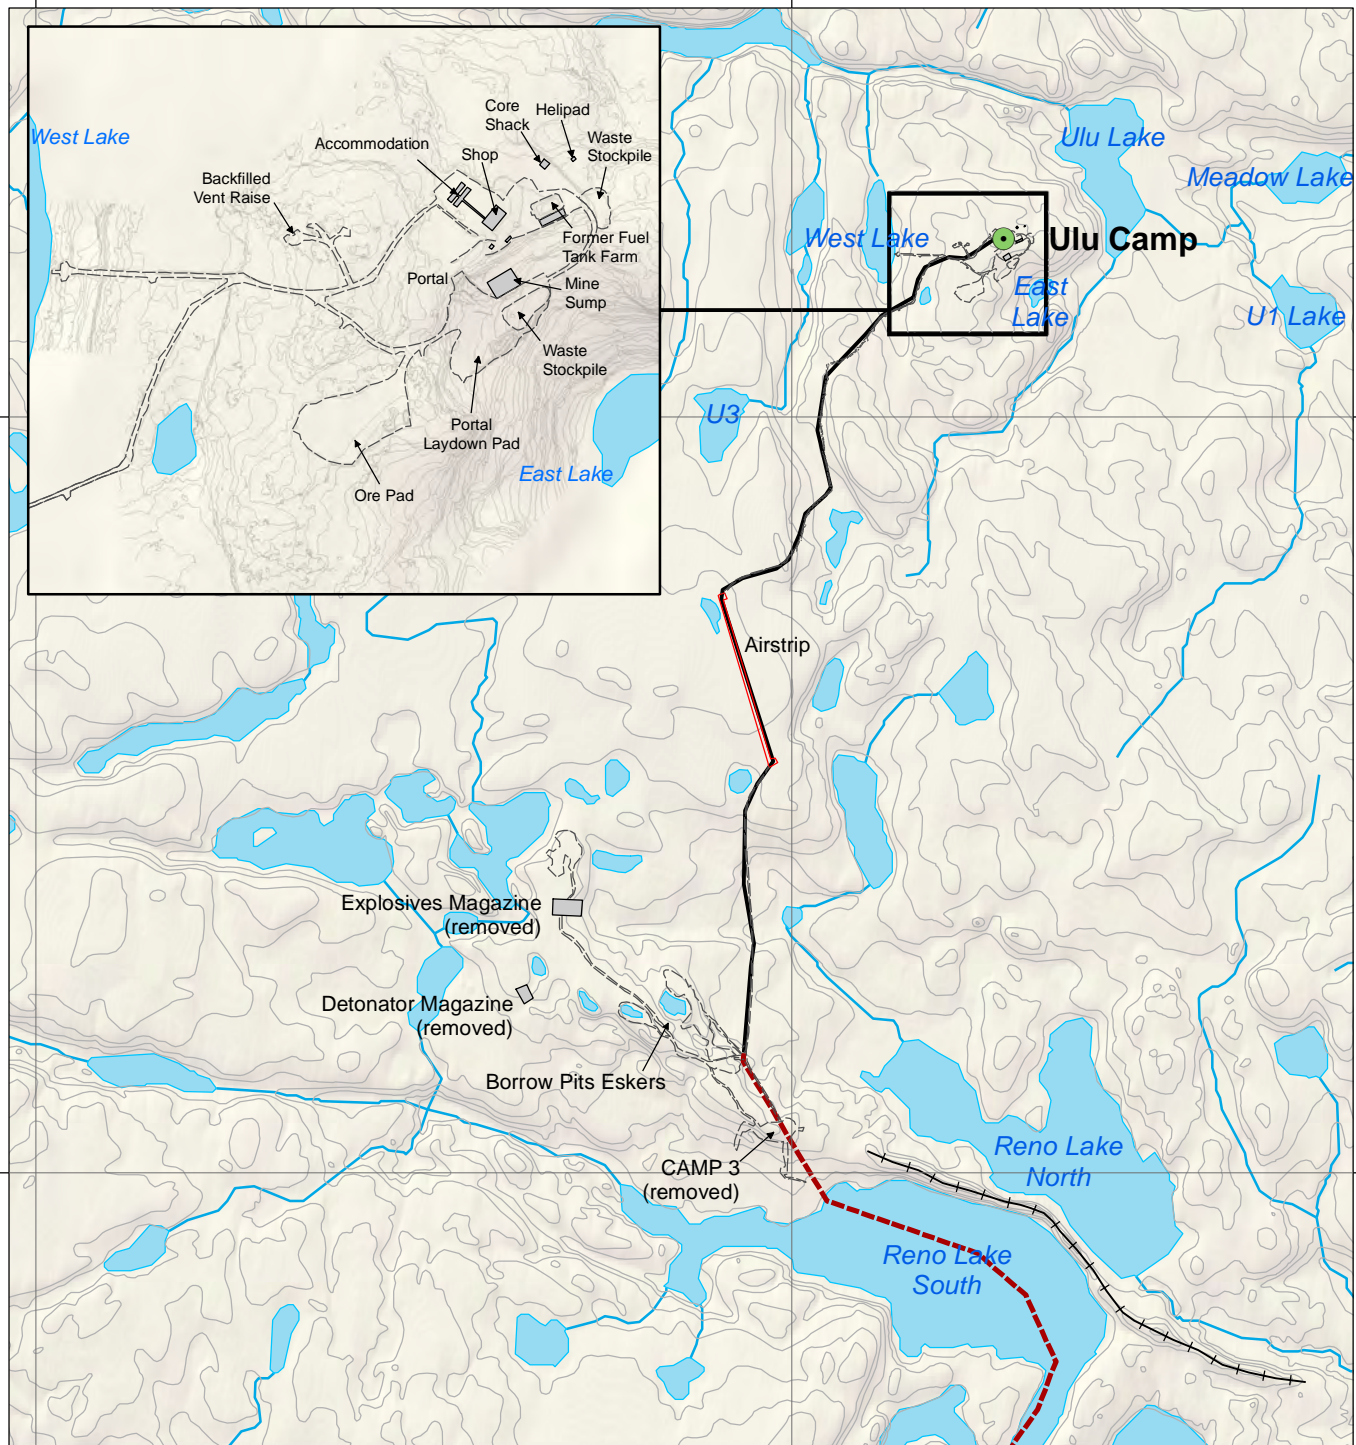 West Lake
Core
Shack
Helipad
Accommodation
Shop
Waste
Stockpile
Backfilled
Vent Raise
Former Fuel
Tank Farm
Portal
Mine
Sump
Waste
Stockpile
Portal
Laydown Pad
East Lake
Ore Pad
Ulu Lake
Meadow Lake
West Lake
Ulu Camp
East
Lake
U1 Lake
U3
Airstrip
Explosives Magazine
(removed)
Detonator Magazine
(removed)
Borrow Pits Eskers
CAMP 3
(removed)
Reno Lake
North
Reno Lake
South